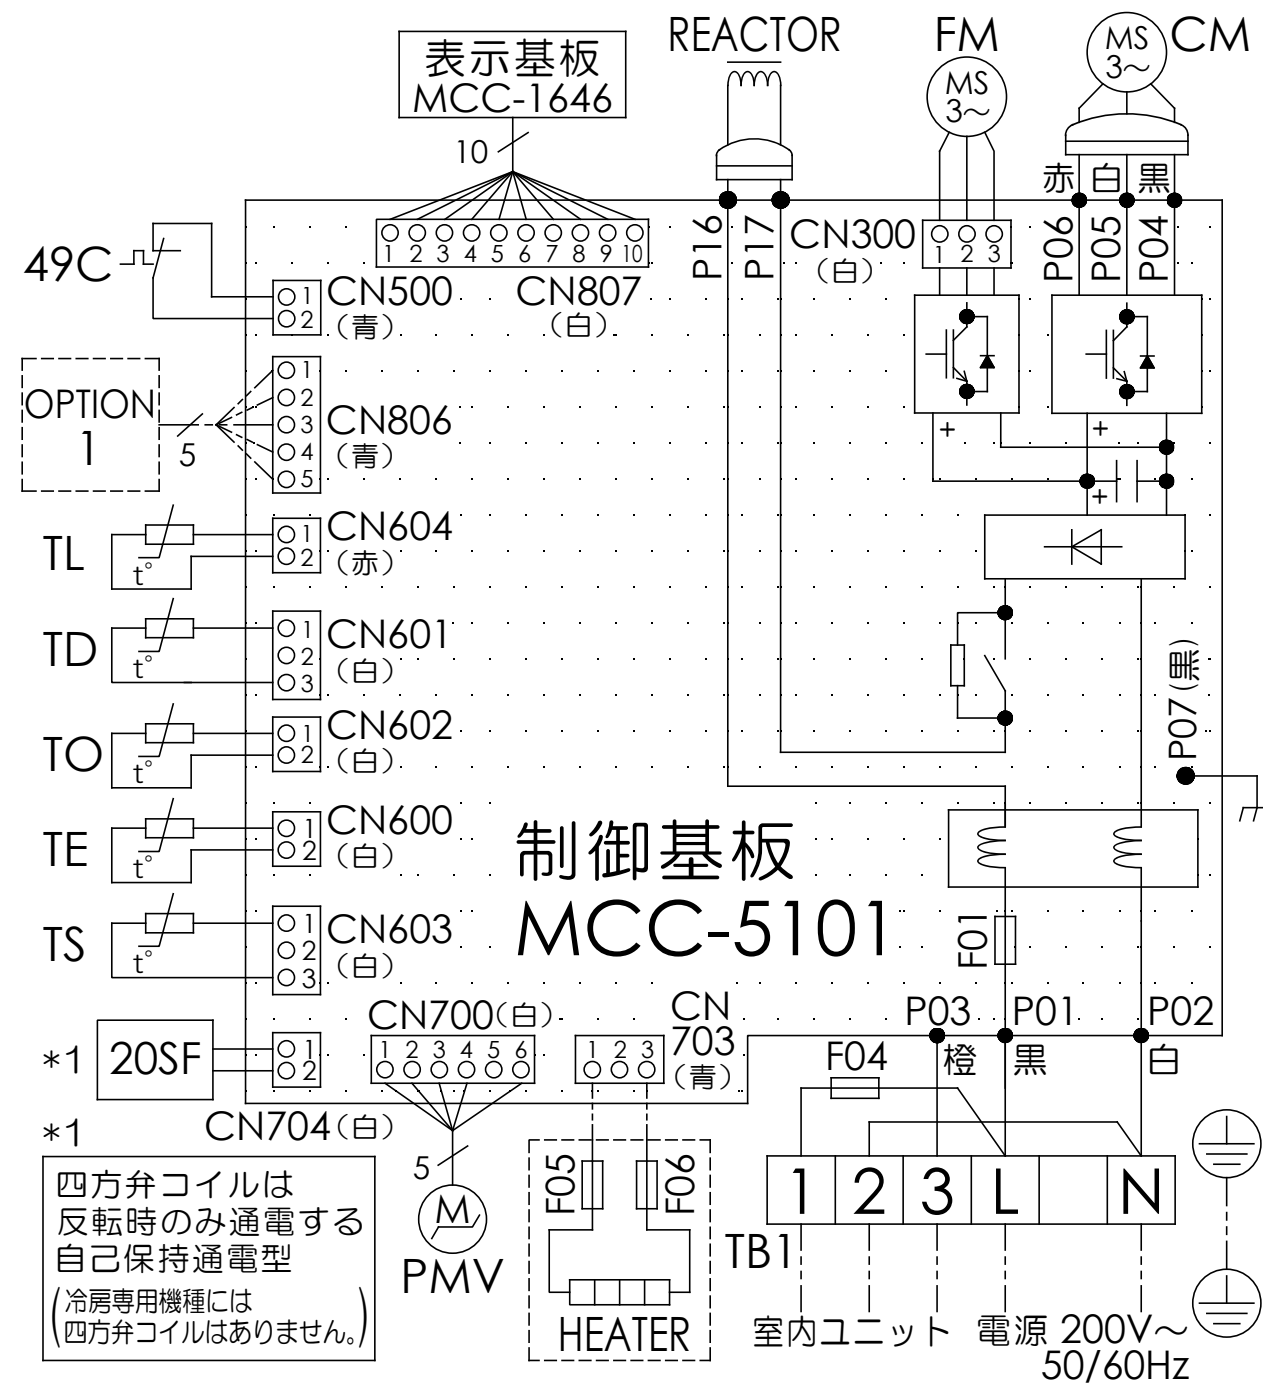 REACTOR
FM
CM
MS
3～
MS
3～
表示基板
MCC-1646
10
赤 白 黒
P16
P17
CN300
(白)
1 2 3
P06
P05
P04
1 2 3 4 5 6 7 8 9 10
CN807
(白)
49C
1
2
CN500
(青)
OPTION
1
5
1
2
3
4
5
CN806
(青)
+
+
+
TL
t°
1
2
CN604
(赤)
TD
t°
1
2
3
CN601
(白)
TO
t°
1
2
CN602
(白)
P07(黒)
TE
t°
1
2
CN600
(白)
制御基板
MCC-5101
TS
t°
1
2
3
CN603
(白)
F01
P03 P01 P02
橙 黒 白
CN700(白)
1 2 3 4 5 6
CN
703
(青)
1 2 3
*1
20SF
1
2
CN704(白)
F04
*1
四方弁コイルは
反転時のみ通電する
自己保持通電型
(冷房専用機種には
四方弁コイルはありません。)
5
M
PMV
F05
F06
HEATER
1 2 3 L N
TB1
室内ユニット 電源 200V～
50/60Hz